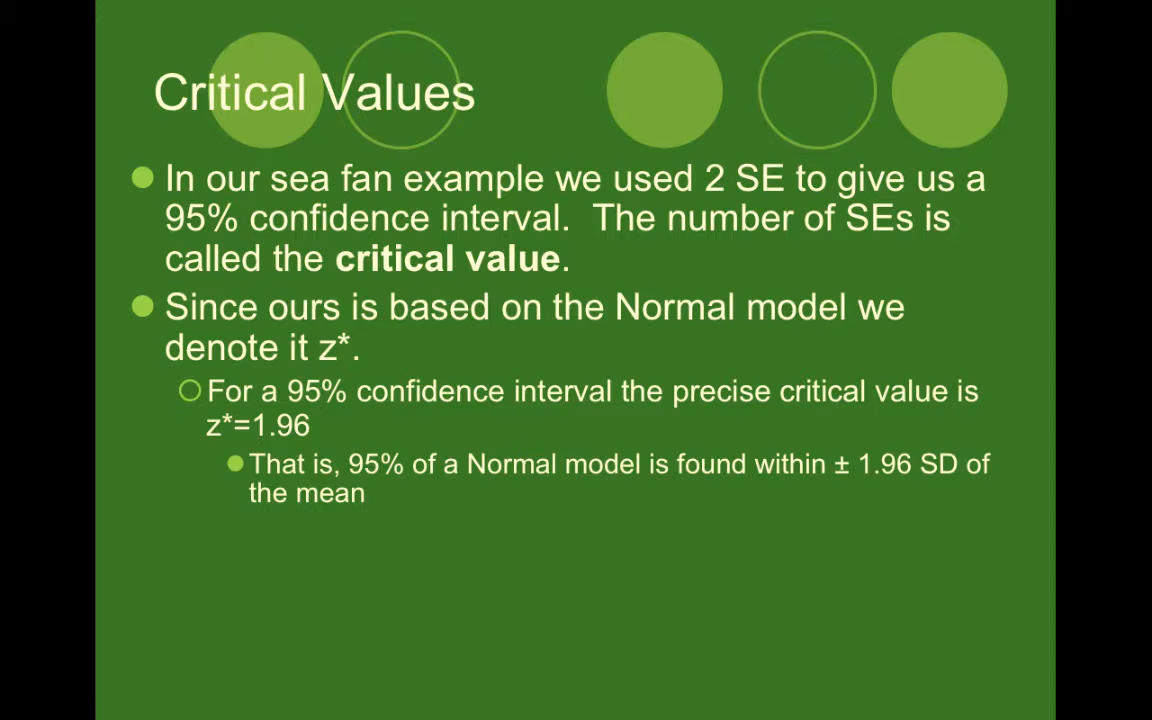 Critical Values
In our sea fan example we used 2 SE to give us a
95% confidence interval.  The number of SEs is
called the critical value.
Since ours is based on the Normal model we
denote it z*.
For a 95% confidence interval the precise critical value is
z*=1.96
That is, 95% of a Normal model is found within ± 1.96 SD of
the mean